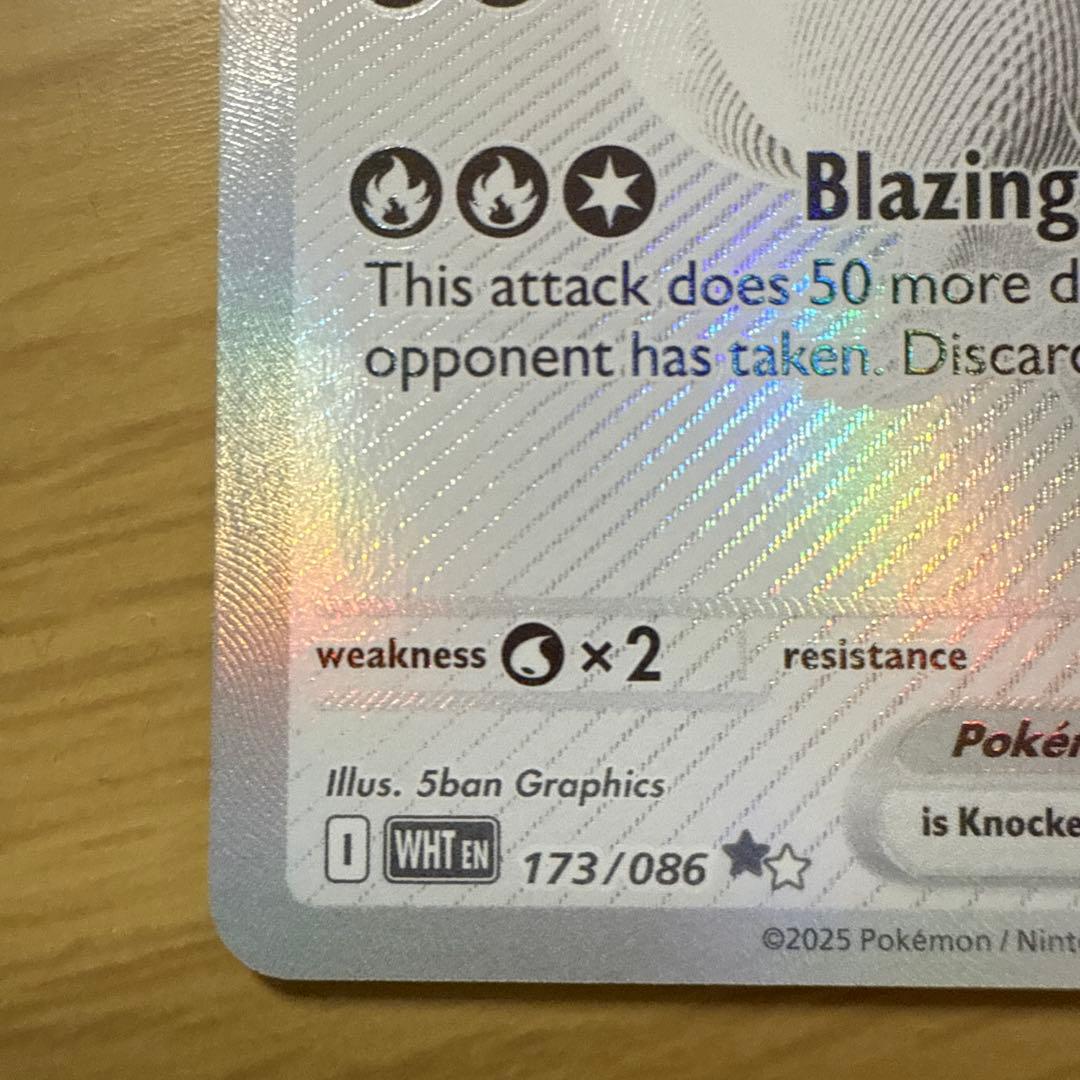 Blazing
This attack does 50 more
opponent has taken. Discard
weakness ×2 resistance
Pokém
Illus. 5ban Graphics
is Knocke
I WHT EN 173/086
©2025 Pokémon / Nint